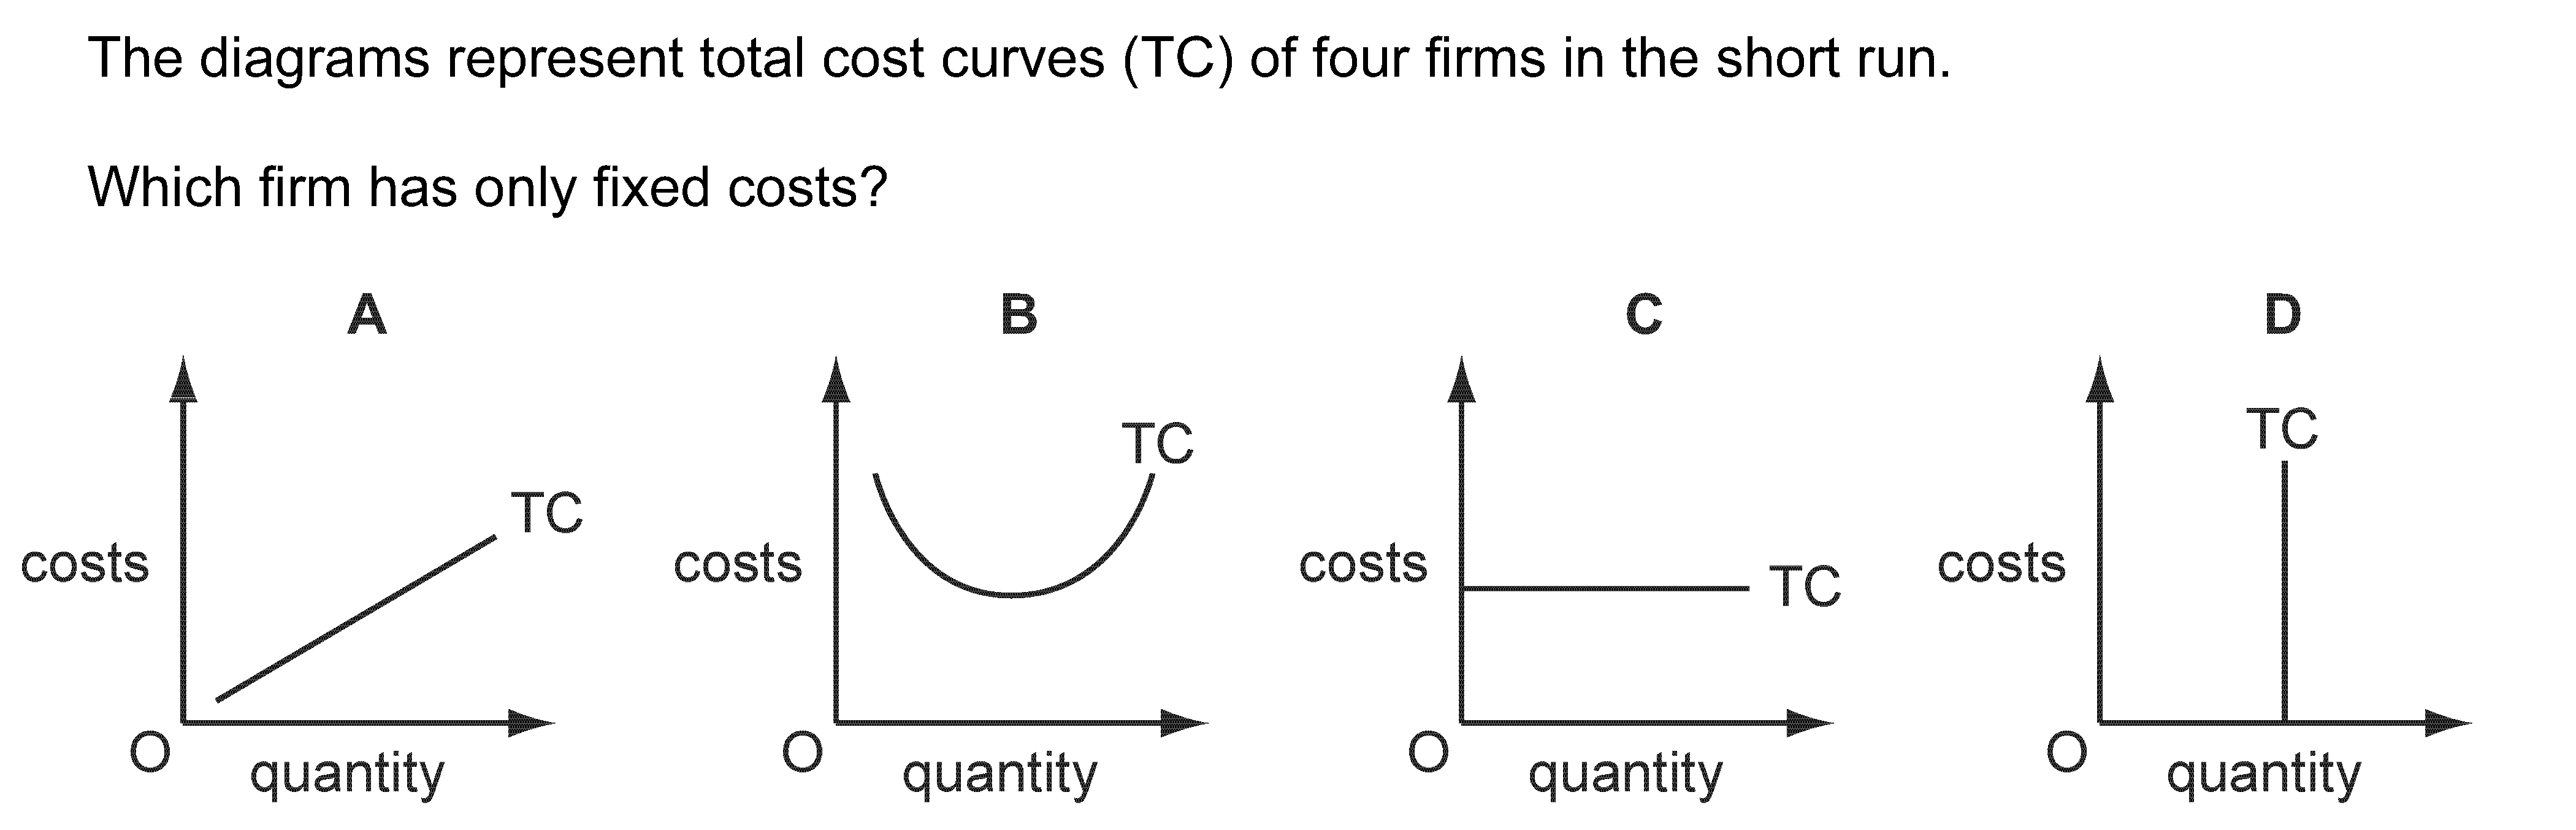 The diagrams represent total cost curves (TC) of four firms in the short run.
Which firm has only fixed costs?
A
B
C
D
TC
costs
O
quantity
TC
costs
O
quantity
TC
costs
O
quantity
TC
costs
O
quantity